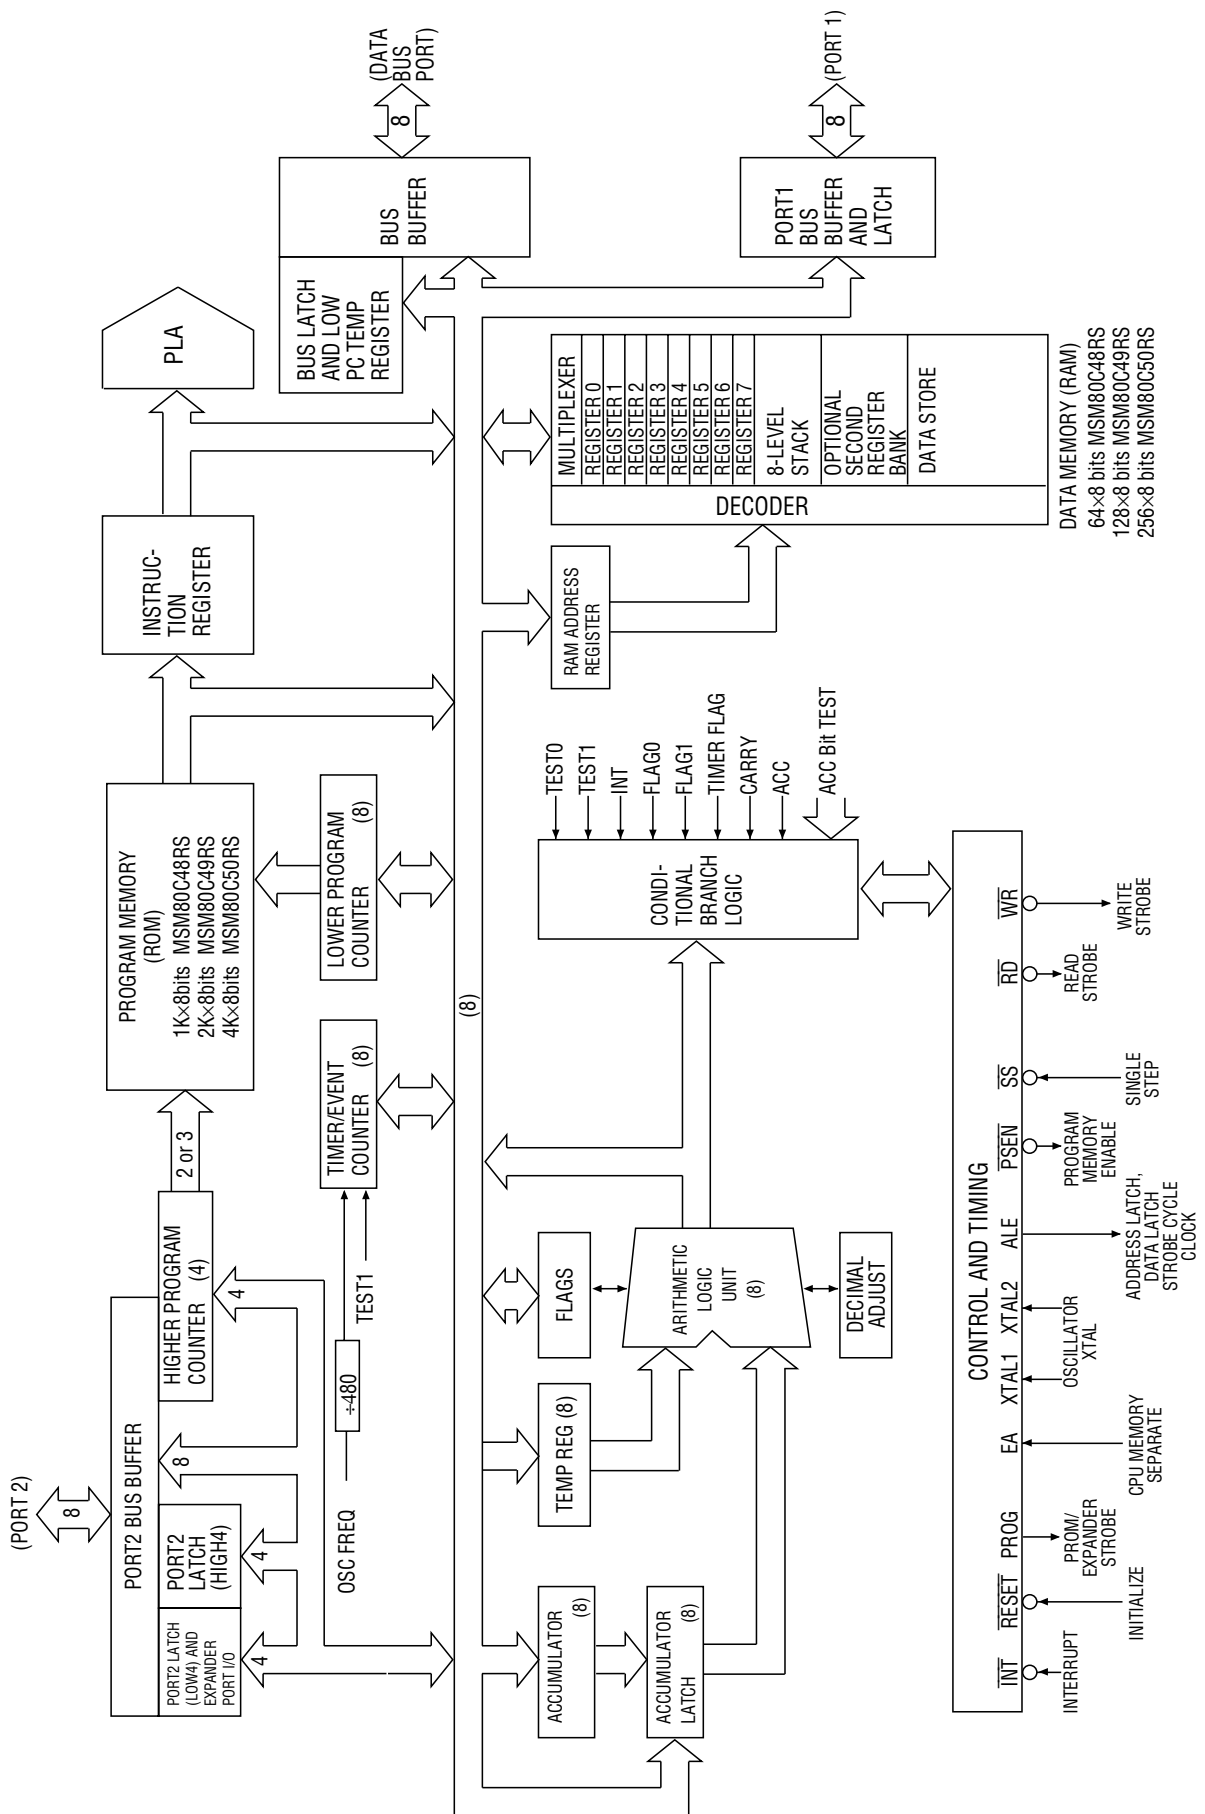 (PORT 2)
8
PORT2 BUS BUFFER
PORT2 LATCH
(LOW4) AND
EXPANDER
PORT I/O
PORT2
LATCH
(HIGH4)
HIGHER PROGRAM
COUNTER (4)
4
4
8
4
2 or 3
PROGRAM MEMORY
(ROM)
1K×8bits MSM80C48RS
2K×8bits MSM80C49RS
4K×8bits MSM80C50RS
INSTRUC-
TION
REGISTER
PLA
OSC FREQ
÷480
TEST1
TIMER/EVENT
COUNTER (8)
LOWER PROGRAM
COUNTER (8)
BUS LATCH
AND LOW
PC TEMP
REGISTER
BUS
BUFFER
8
(DATA
BUS
PORT)
(8)
ACCUMULATOR
(8)
ACCUMULATOR
LATCH (8)
TEMP REG (8)
FLAGS
ARITHMETIC
LOGIC
UNIT
(8)
DECIMAL
ADJUST
CONDI-
TIONAL
BRANCH
LOGIC
TEST0
TEST1
INT
FLAG0
FLAG1
TIMER FLAG
CARRY
ACC
ACC Bit TEST
RAM ADDRESS
REGISTER
DECODER
MULTIPLEXER
REGISTER 0
REGISTER 1
REGISTER 2
REGISTER 3
REGISTER 4
REGISTER 5
REGISTER 6
REGISTER 7
8-LEVEL
STACK
OPTIONAL
SECOND
REGISTER
BANK
DATA STORE
DATA MEMORY (RAM)
64×8 bits MSM80C48RS
128×8 bits MSM80C49RS
256×8 bits MSM80C50RS
PORT1
BUS
BUFFER
AND
LATCH
8
(PORT 1)
CONTROL AND TIMING
INT
RESET
PROG
EA
XTAL1
XTAL2
ALE
PSEN
SS
RD
WR
INTERRUPT
INITIALIZE
PROM/
EXPANDER
STROBE
CPU MEMORY
SEPARATE
OSCILLATOR
XTAL
ADDRESS LATCH,
DATA LATCH
STROBE CYCLE
CLOCK
PROGRAM
MEMORY
ENABLE
SINGLE
STEP
READ
STROBE
WRITE
STROBE